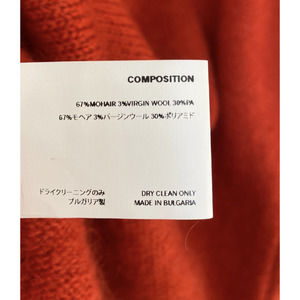 COMPOSITION
67%MOHAIR 3%VIRGIN WOOL 30%PA
67%モヘア 3%バージンウール 30%ポリアミド
ドライクリーニングのみ DRY CLEAN ONLY
ブルガリア製 MADE IN BULGARIA